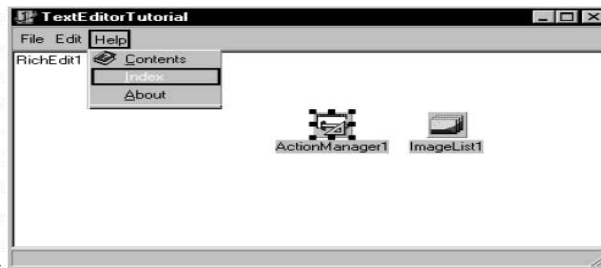 TextEditorTutorial
File Edit Help
RichEdit1
Contents
Index
About
ActionManager1 ImageList1